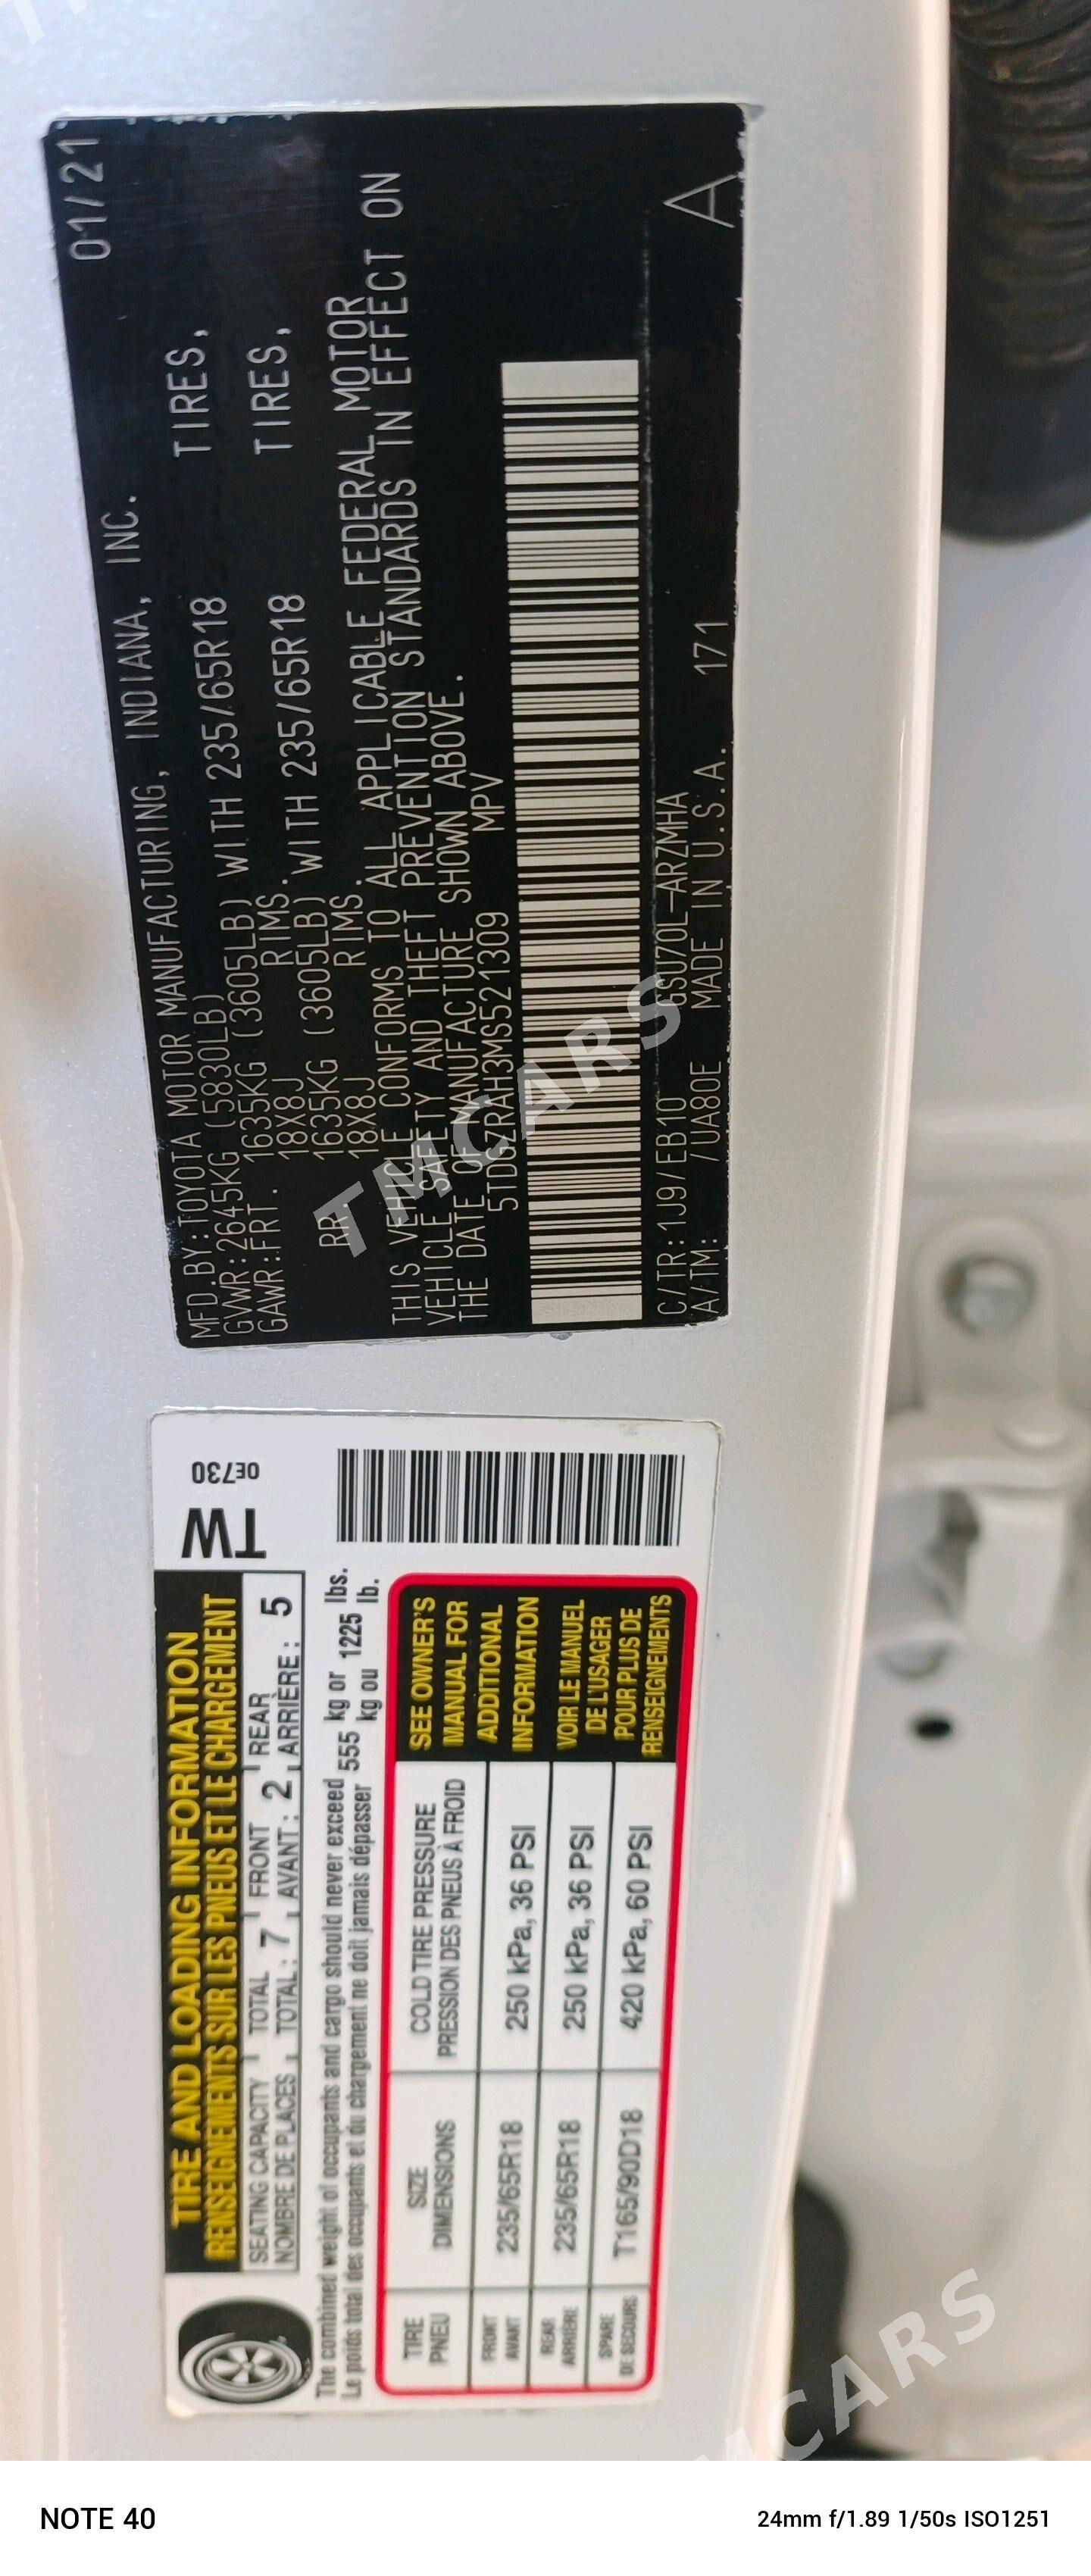 MFD.BY:TOYOTA MOTOR MANUFACTURING, INDIANA, INC. 01/21
GVWR:2645KG (5830LB)
GAWR:FRT. 1635KG (3605LB) WITH 235/65R18 TIRES,
18X8J RIMS.
RR. 1635KG (3605LB) WITH 235/65R18 TIRES,
18X8J RIMS.
THIS VEHICLE CONFORMS TO ALL APPLICABLE FEDERAL MOTOR
VEHICLE SAFETY AND THEFT PREVENTION STANDARDS IN EFFECT ON
THE DATE OF MANUFACTURE SHOWN ABOVE.
5TDG7RAH3MS521309 MPV
C/TR:1J9/EB10 GSU70L-ARZMHA
A/TM: /UA80E MADE IN U.S.A. 171 A
TMCARS
TIRE AND LOADING INFORMATION
RENSEIGNEMENTS SUR LES PNEUS ET LE CHARGEMENT
TW 0E730
SEATING CAPACITY TOTAL FRONT REAR
NOMBRE DE PLACES TOTAL: 7 AVANT: 2 ARRIÈRE: 5
The combined weight of occupants and cargo should never exceed 555 kg or 1225 lbs.
Le poids total des occupants et du chargement ne doit jamais dépasser kg ou lb.
TIRE SIZE COLD TIRE PRESSURE
PNEU DIMENSIONS PRESSION DES PNEUS À FROID
FRONT 235/65R18 250 kPa, 36 PSI
AVANT
REAR 235/65R18 250 kPa, 36 PSI
ARRIÈRE
SPARE T165/90D18 420 kPa, 60 PSI
DE SECOURS
SEE OWNER'S
MANUAL FOR
ADDITIONAL
INFORMATION
VOIR LE MANUEL
DE L'USAGER
POUR PLUS DE
RENSEIGNEMENTS
TMCARS
NOTE 40
24mm f/1.89 1/50s ISO1251